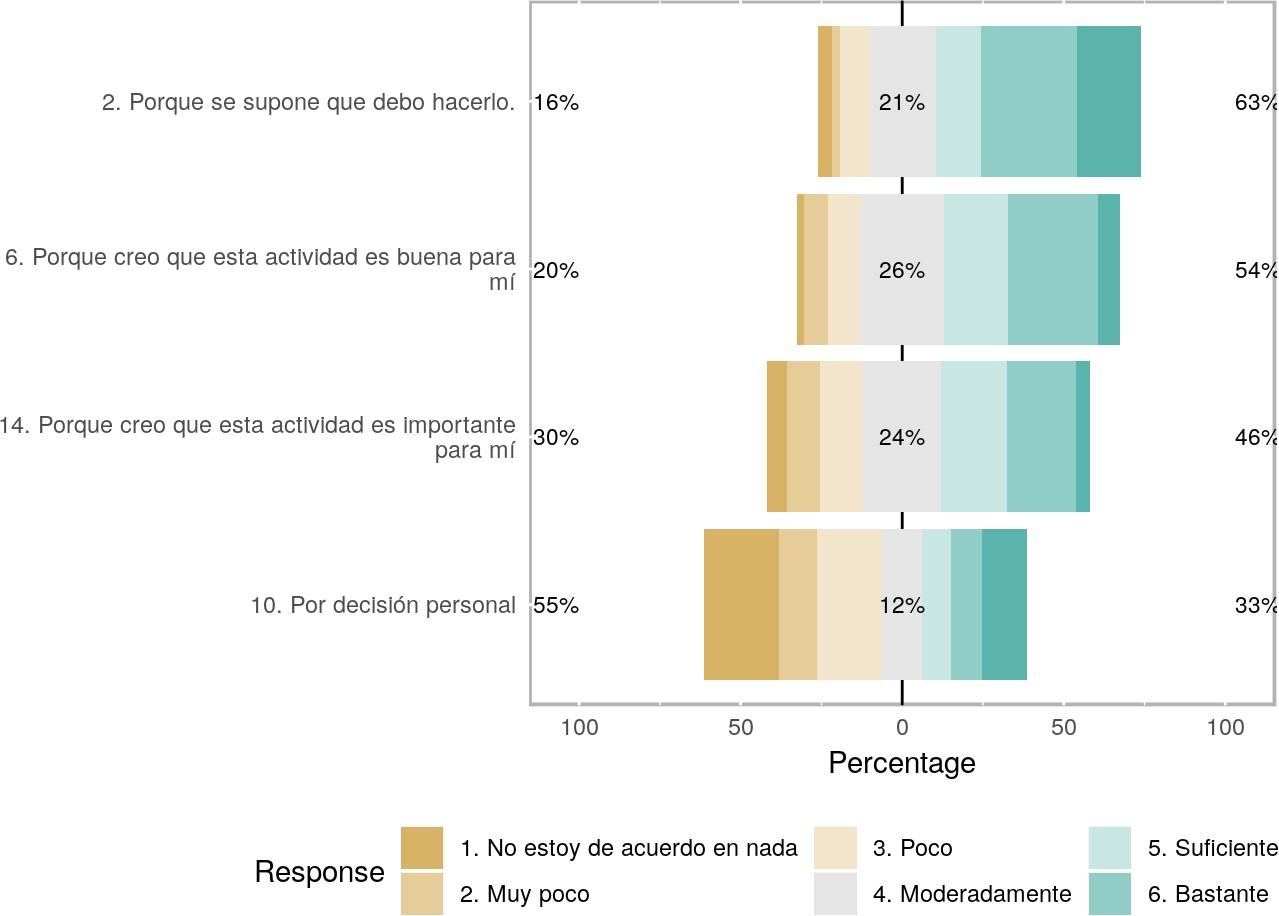 2. Porque se supone que debo hacerlo.
16%
21%
63%
6. Porque creo que esta actividad es buena para
mí
20%
26%
54%
14. Porque creo que esta actividad es importante
para mí
30%
24%
46%
10. Por decisión personal
55%
12%
33%
100
50
0
50
100
Percentage
Response
1. No estoy de acuerdo en nada
2. Muy poco
3. Poco
4. Moderadamente
5. Suficiente
6. Bastante